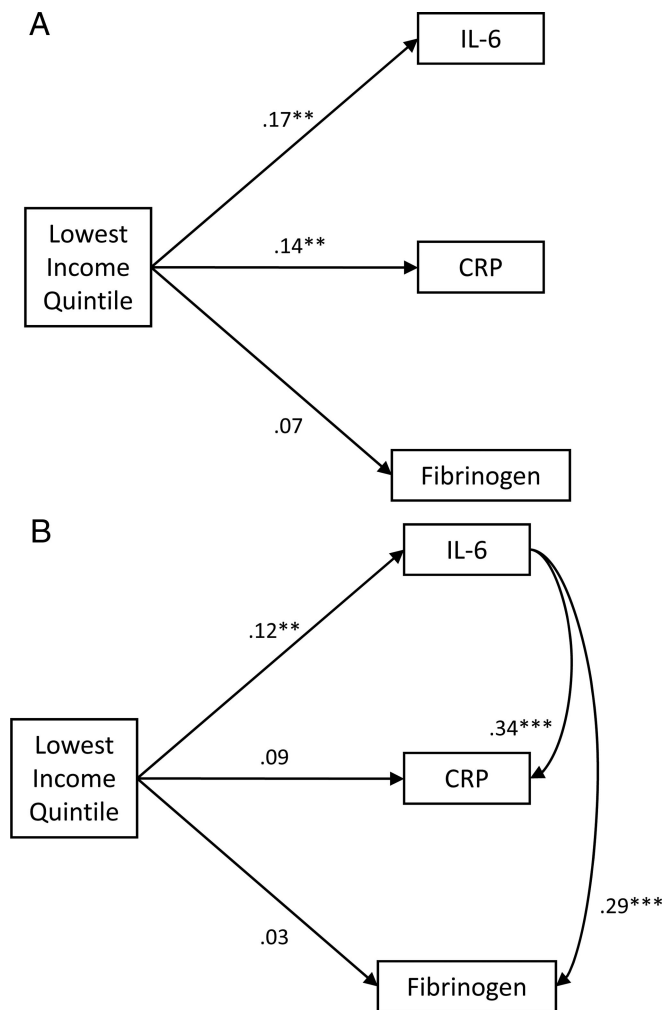 A
IL-6
.17**
Lowest
Income
Quintile
.14**
CRP
.07
Fibrinogen
B
IL-6
.12**
Lowest
Income
Quintile
.09
.34***
CRP
.29***
.03
Fibrinogen